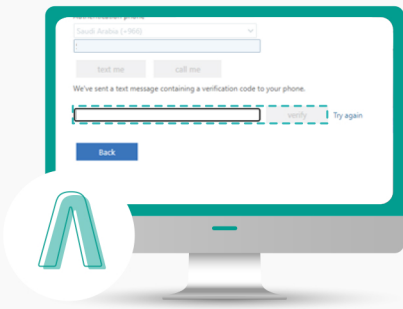 Saudi Arabia (+966)
text me call me
We've sent a text message containing a verification code to your phone.
verify Try again
Back